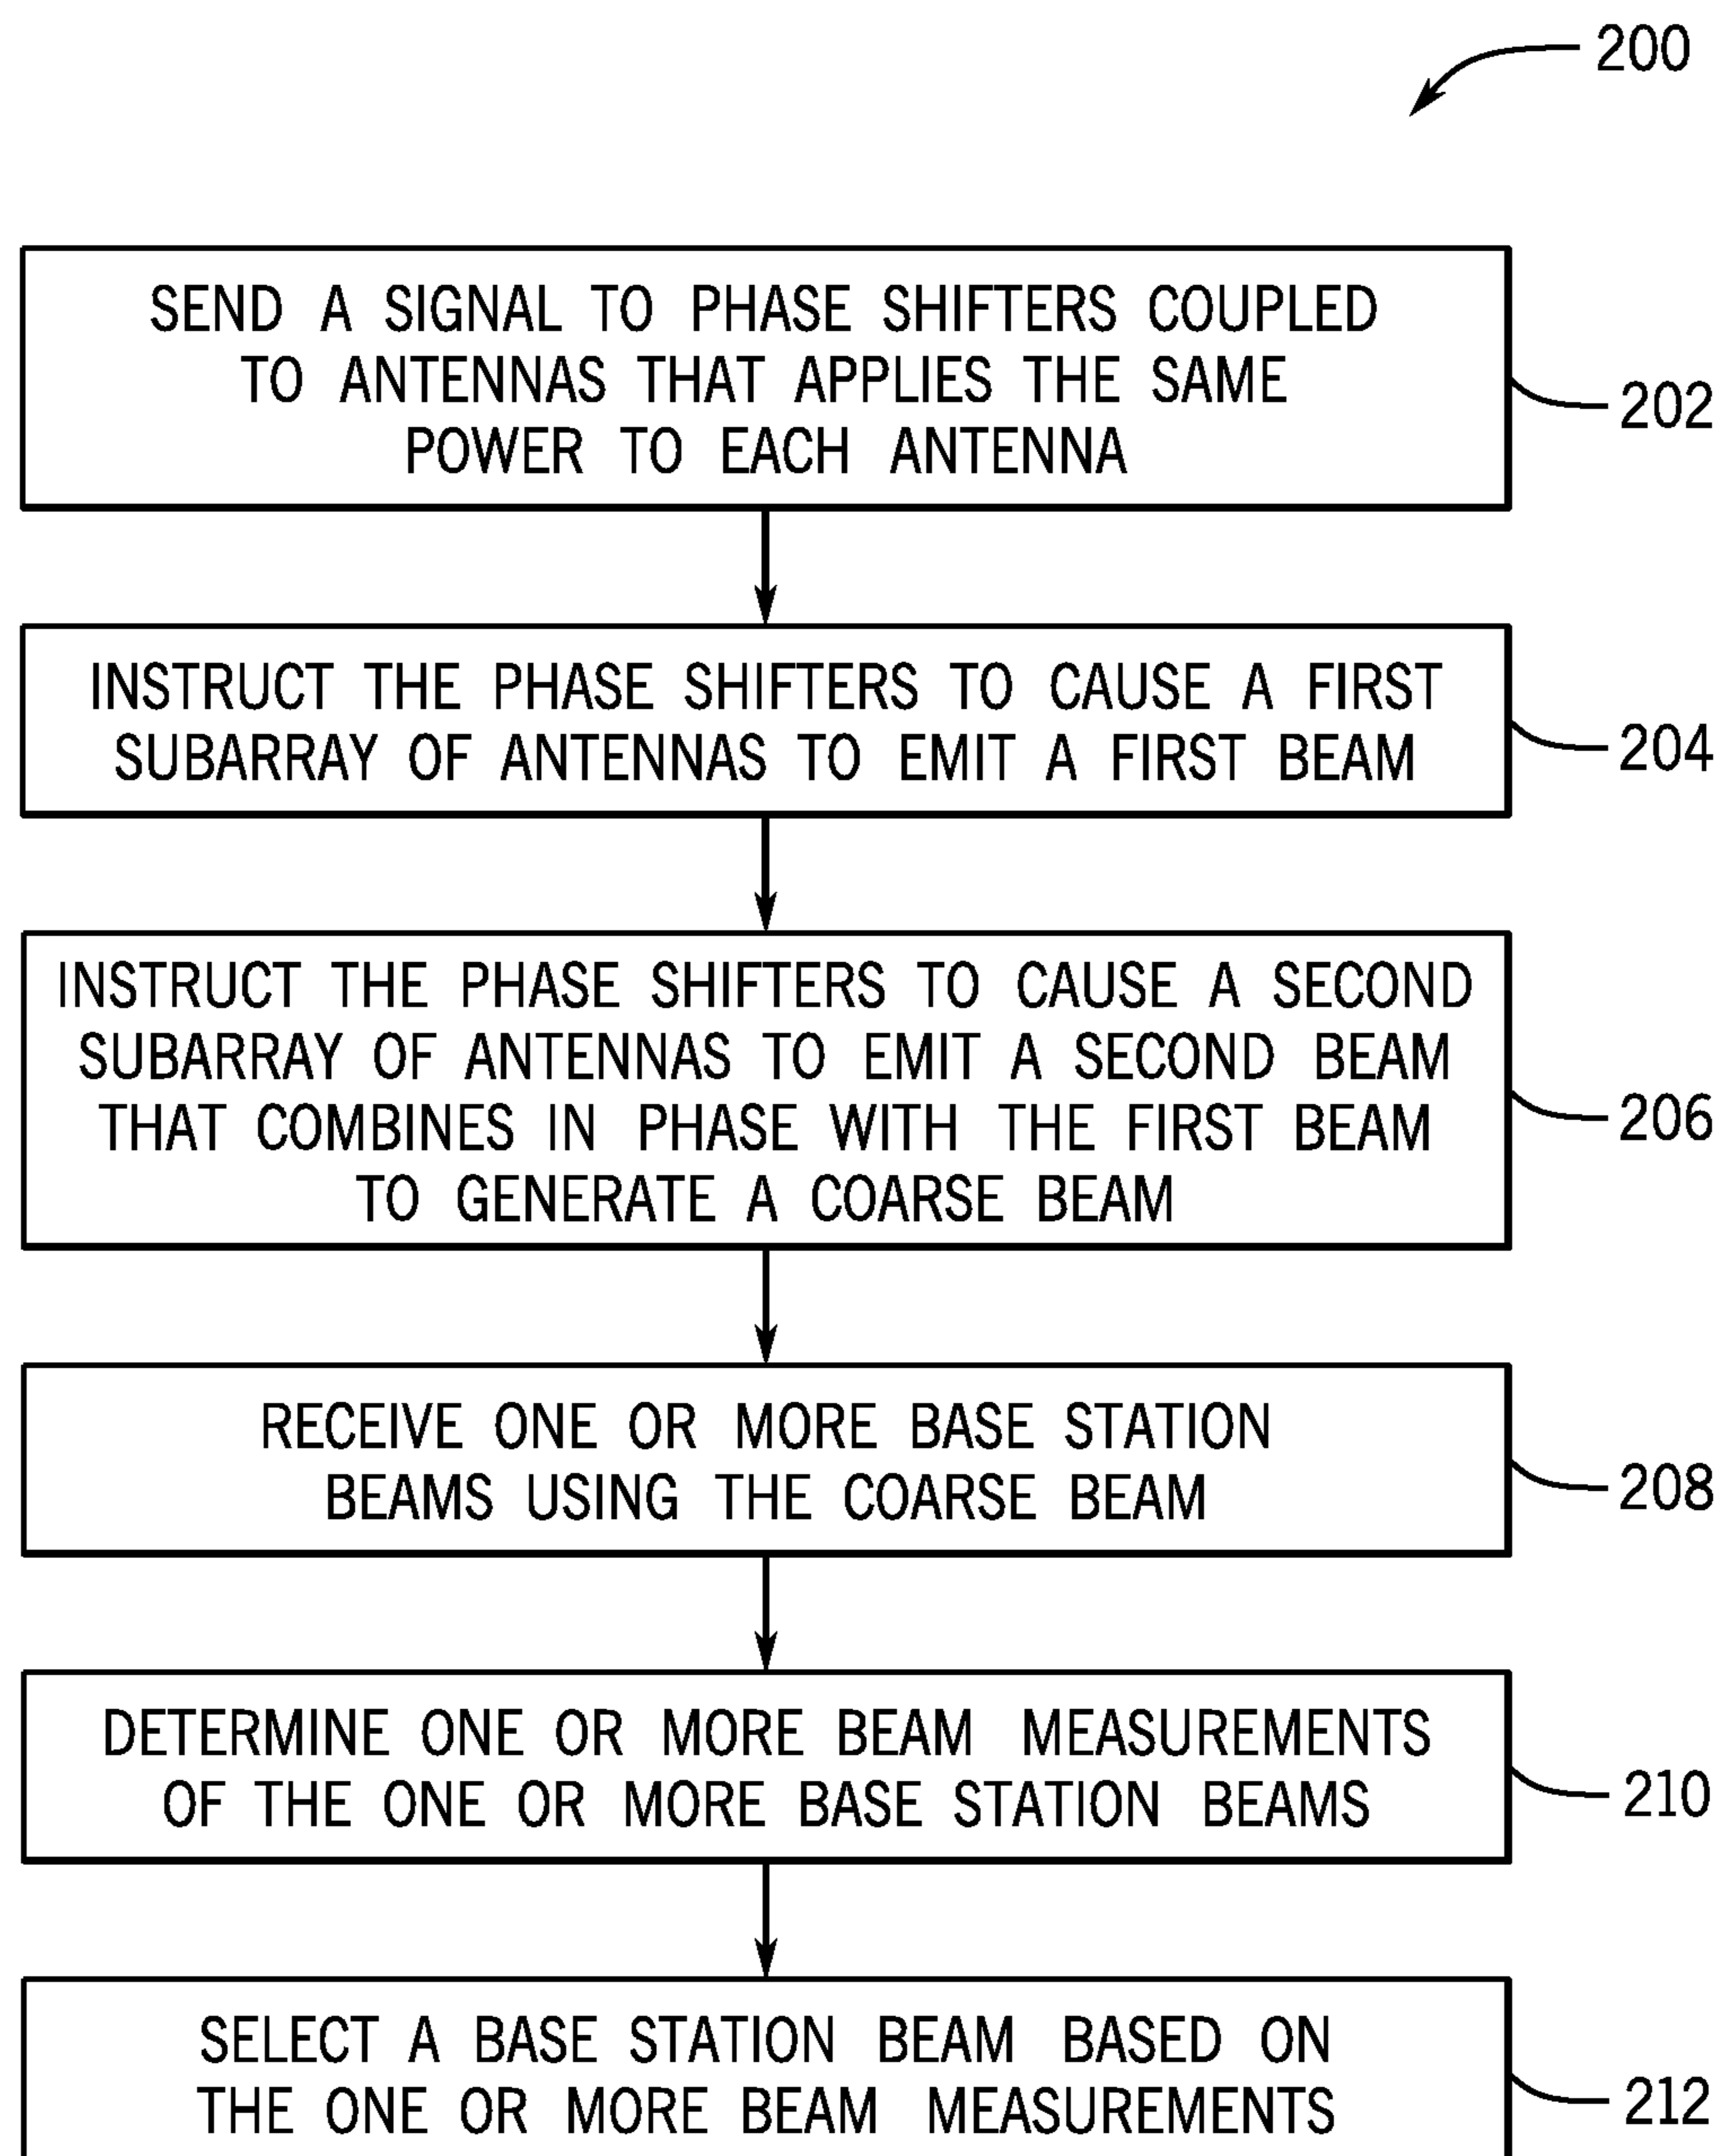 200
SEND A SIGNAL TO PHASE SHIFTERS COUPLED
TO ANTENNAS THAT APPLIES THE SAME
POWER TO EACH ANTENNA
202
INSTRUCT THE PHASE SHIFTERS TO CAUSE A FIRST
SUBARRAY OF ANTENNAS TO EMIT A FIRST BEAM
204
INSTRUCT THE PHASE SHIFTERS TO CAUSE A SECOND
SUBARRAY OF ANTENNAS TO EMIT A SECOND BEAM
THAT COMBINES IN PHASE WITH THE FIRST BEAM
TO GENERATE A COARSE BEAM
206
RECEIVE ONE OR MORE BASE STATION
BEAMS USING THE COARSE BEAM
208
DETERMINE ONE OR MORE BEAM MEASUREMENTS
OF THE ONE OR MORE BASE STATION BEAMS
210
SELECT A BASE STATION BEAM BASED ON
THE ONE OR MORE BEAM MEASUREMENTS
212